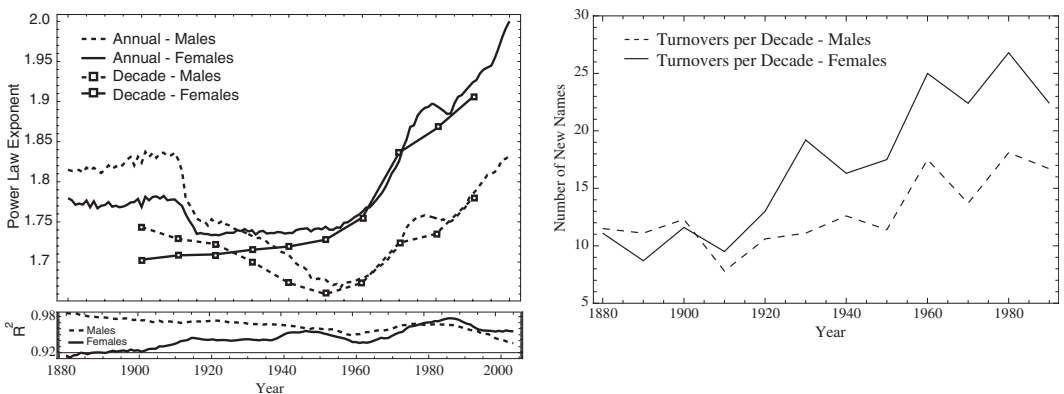 2.0
1.95
1.9
1.85
1.8
1.75
1.7
Power Law Exponent
Annual - Males
Annual - Females
Decade - Males
Decade - Females
0.98
0.92
R2
Males
Females
1880 1900 1920 1940 1960 1980 2000
Year
30
25
20
15
10
5
Number of New Names
Turnovers per Decade - Males
Turnovers per Decade - Females
1880 1900 1920 1940 1960 1980
Year